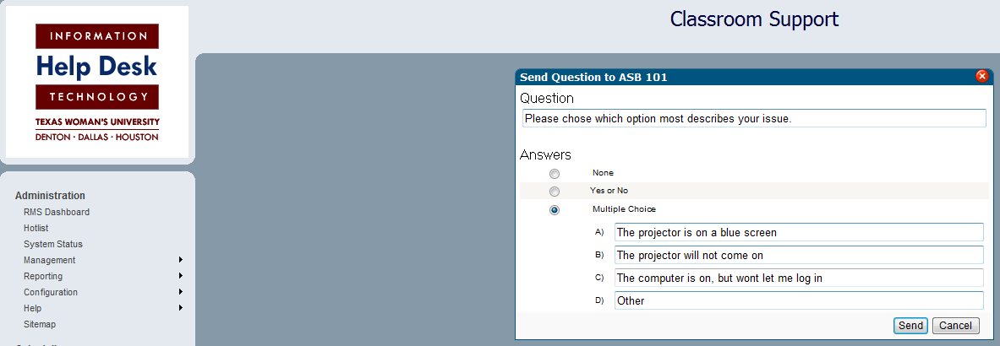 Classroom Support
INFORMATION
Help Desk
TECHNOLOGY
TEXAS WOMAN'S UNIVERSITY
DENTON · DALLAS · HOUSTON
Administration
RMS Dashboard
Hotlist
System Status
Management
Reporting
Configuration
Help
Sitemap
Send Question to ASB 101
Question
Please chose which option most describes your issue.
Answers
None
Yes or No
Multiple Choice
A) The projector is on a blue screen
B) The projector will not come on
C) The computer is on, but wont let me log in
D) Other
Send Cancel